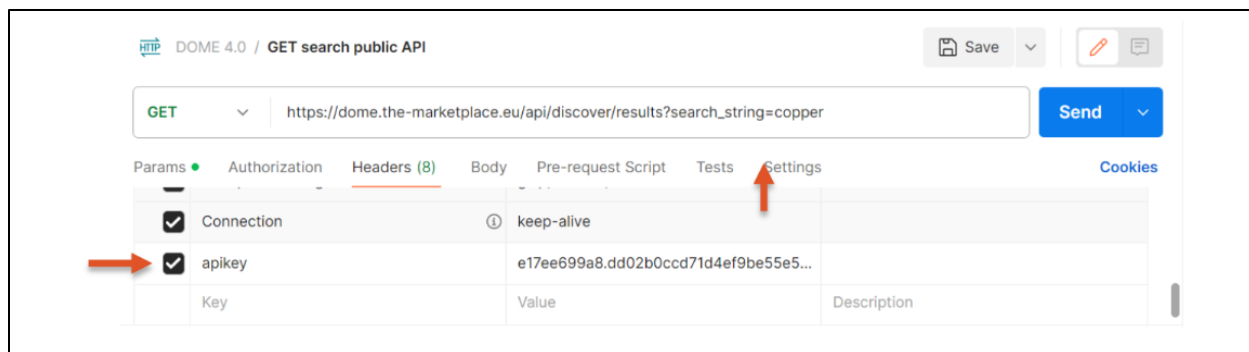 HTTP DOME 4.0 / GET search public API Save
GET https://dome.the-marketplace.eu/api/discover/results?search_string=copper Send
Params Authorization Headers (8) Body Pre-request Script Tests Settings Cookies
Connection keep-alive
apikey e17ee699a8.dd02b0ccd71d4ef9be55e5...
Key Value Description